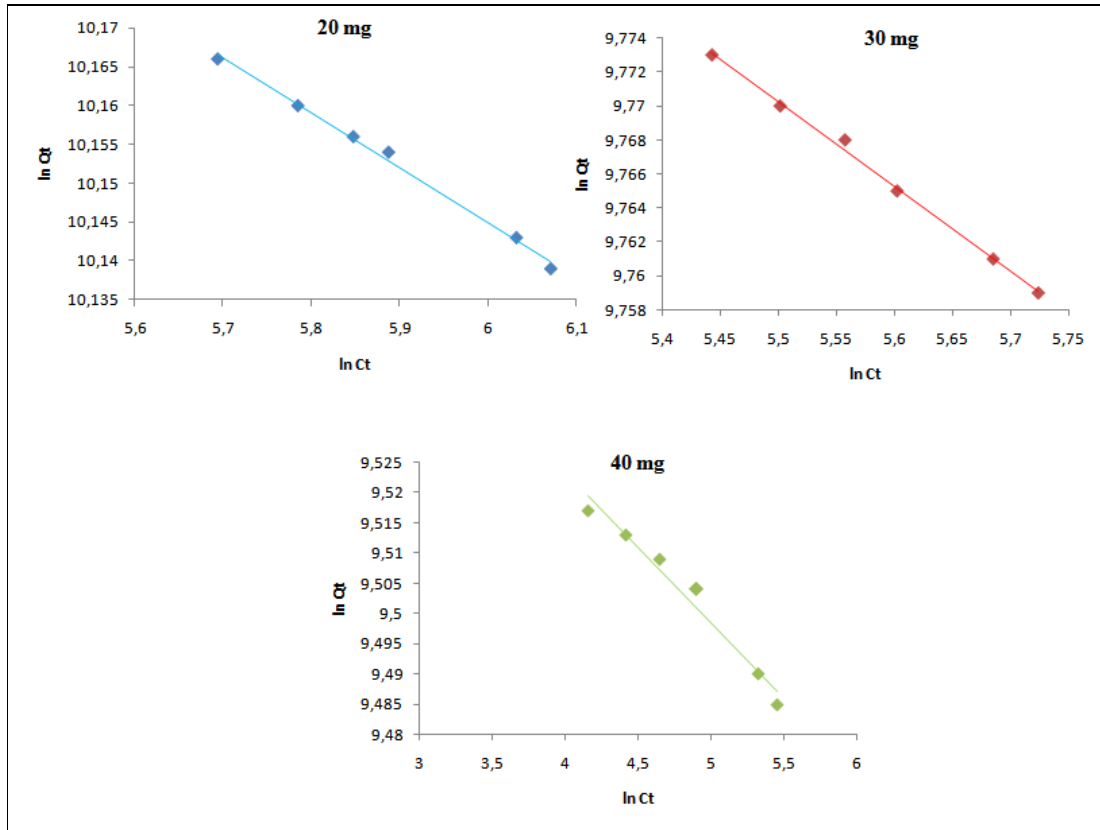 20 mg
10,17
10,165
10,16
10,155
10,15
10,145
10,14
10,135
ln Qt
5,6 5,7 5,8 5,9 6 6,1
ln Ct
30 mg
9,774
9,772
9,77
9,768
9,766
9,764
9,762
9,76
9,758
ln Qt
5,4 5,45 5,5 5,55 5,6 5,65 5,7 5,75
ln Ct
40 mg
9,525
9,52
9,515
9,51
9,505
9,5
9,495
9,49
9,485
9,48
ln Qt
3 3,5 4 4,5 5 5,5 6
ln Ct